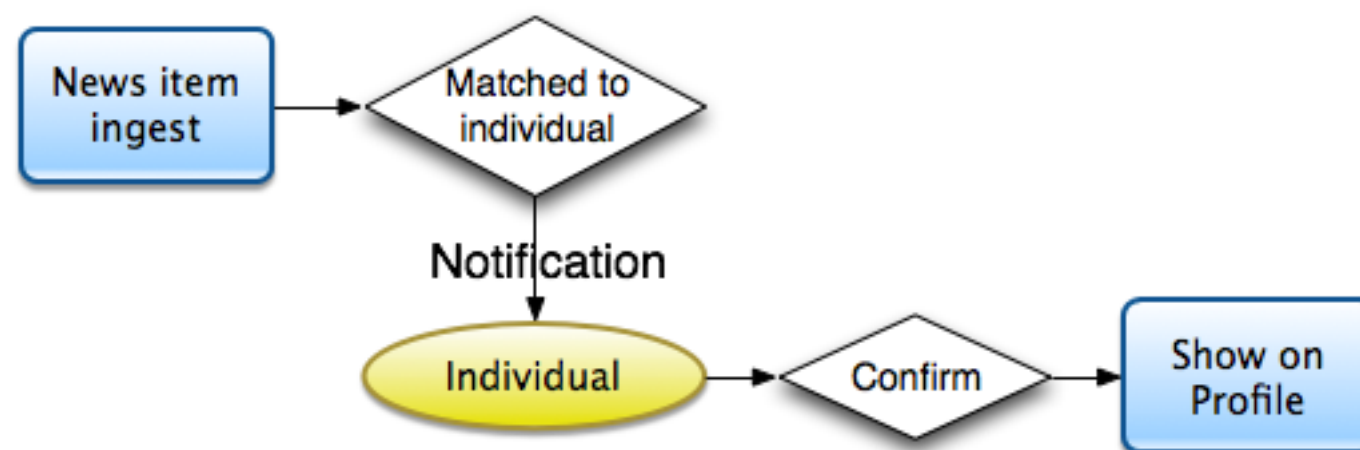 News item
ingest
Matched to
individual
Notification
Individual
Confirm
Show on
Profile